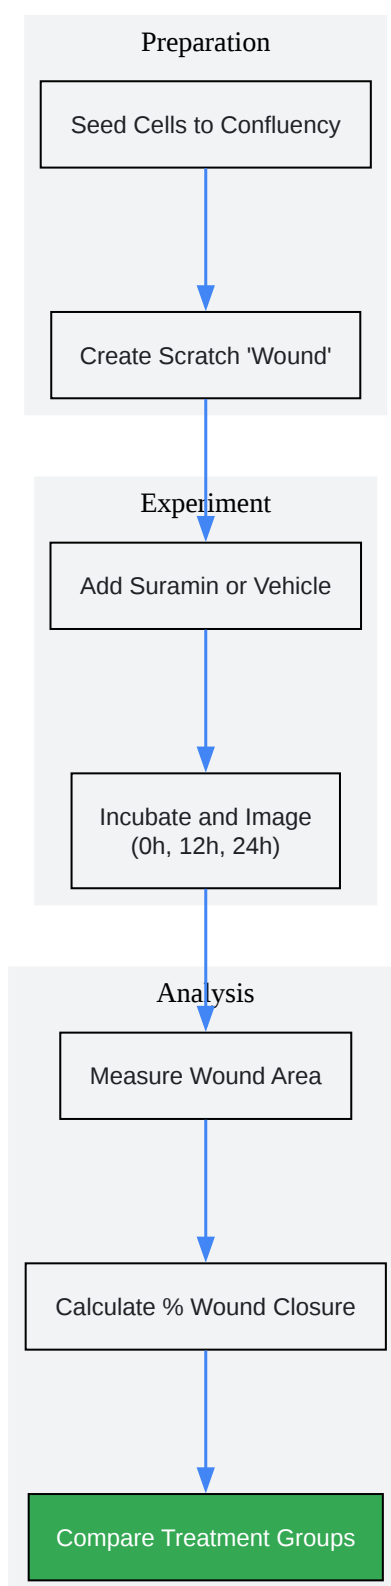 Preparation
Seed Cells to Confluency
Create Scratch 'Wound'
Experiment
Add Suramin or Vehicle
Incubate and Image
(0h, 12h, 24h)
Analysis
Measure Wound Area
Calculate % Wound Closure
Compare Treatment Groups